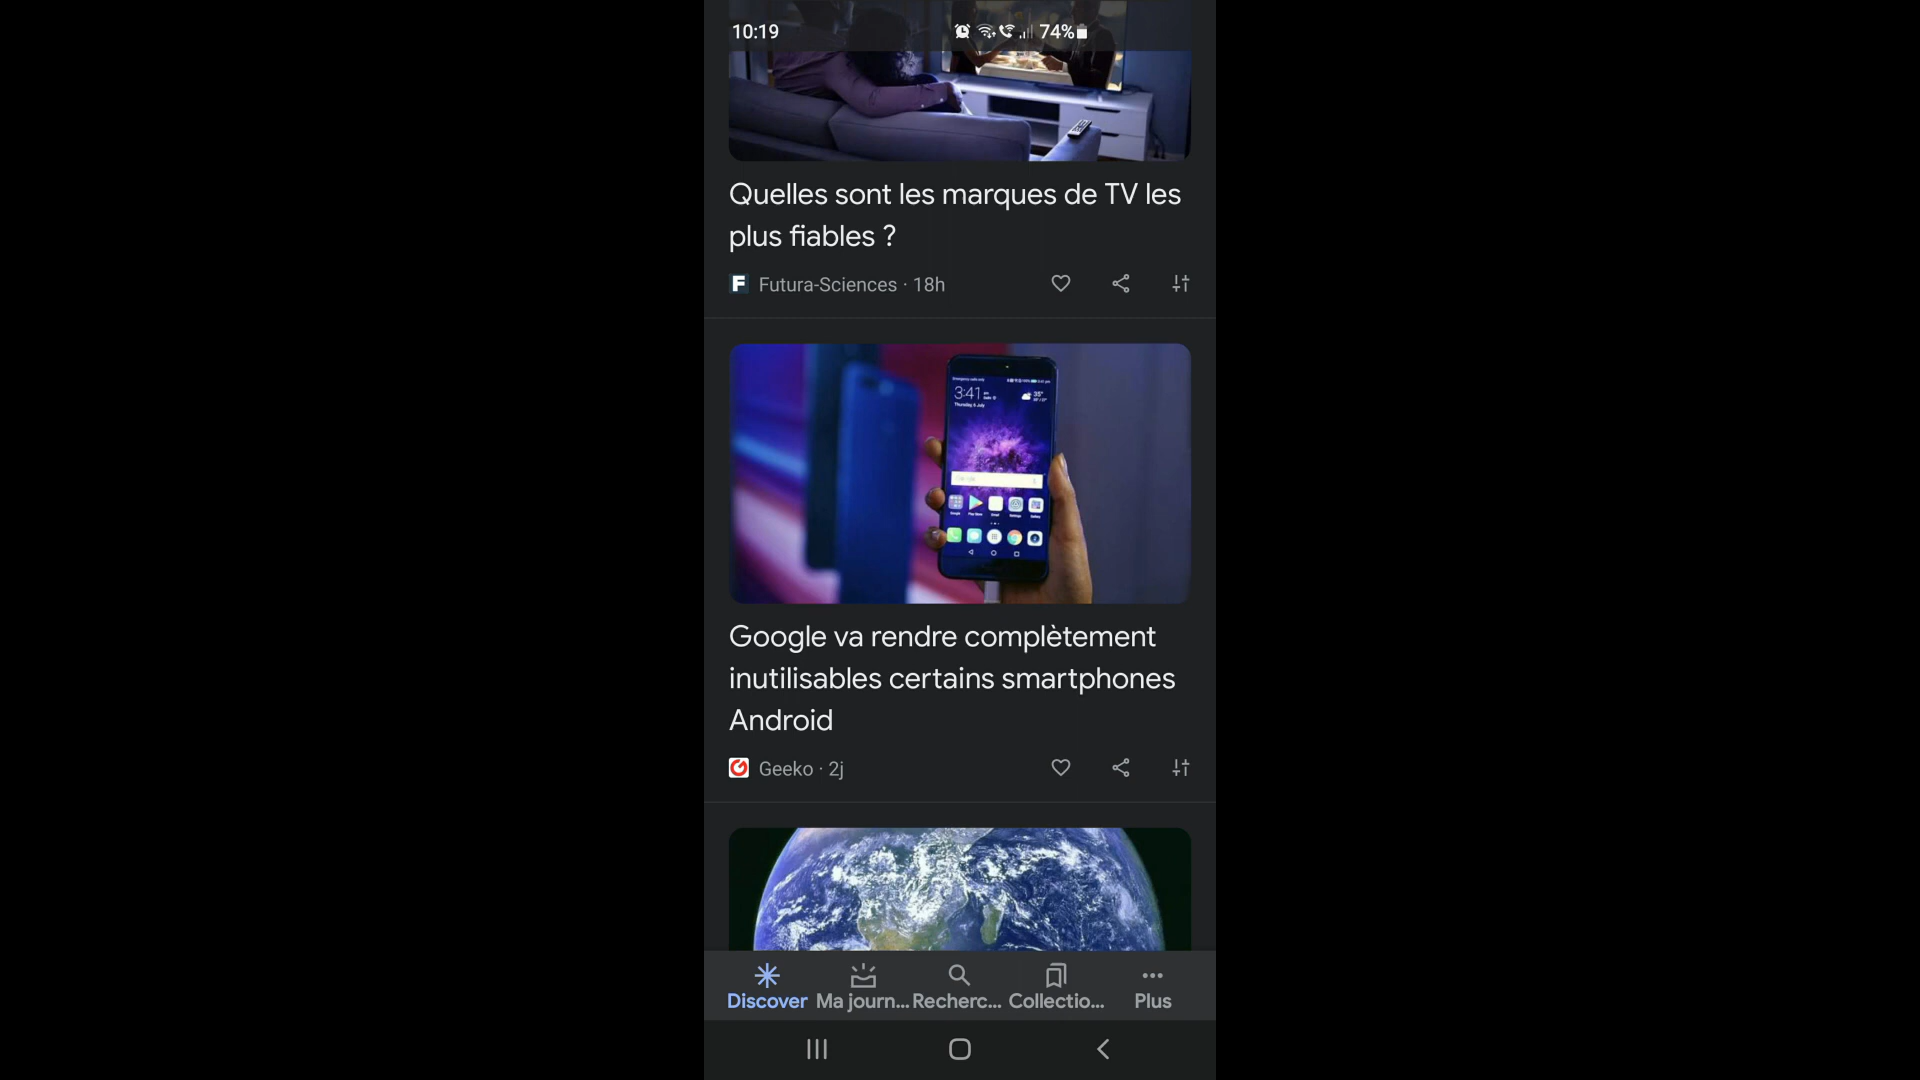 10:19
74%
Quelles sont les marques de TV les
plus fiables ?
F Futura-Sciences · 18h
3:41
35°
Google va rendre complètement
inutilisables certains smartphones
Android
Geeko · 2j
Discover Ma journ... Recherc... Collectio... Plus